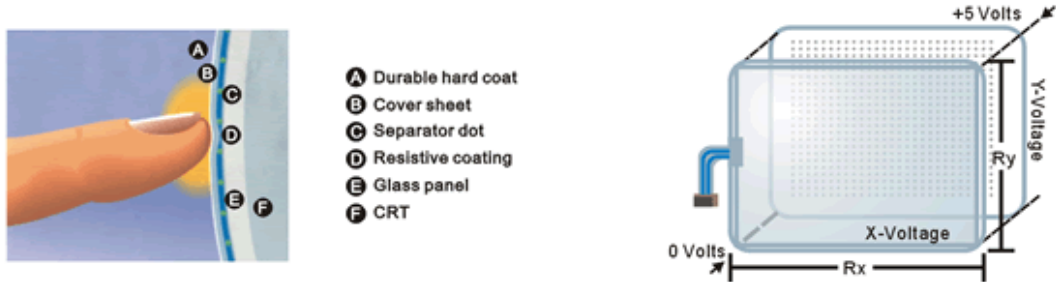 A
B
C
D
E
F
A Durable hard coat
B Cover sheet
C Separator dot
D Resistive coating
E Glass panel
F CRT
+5 Volts
Y-Voltage
Ry
X-Voltage
0 Volts
Rx